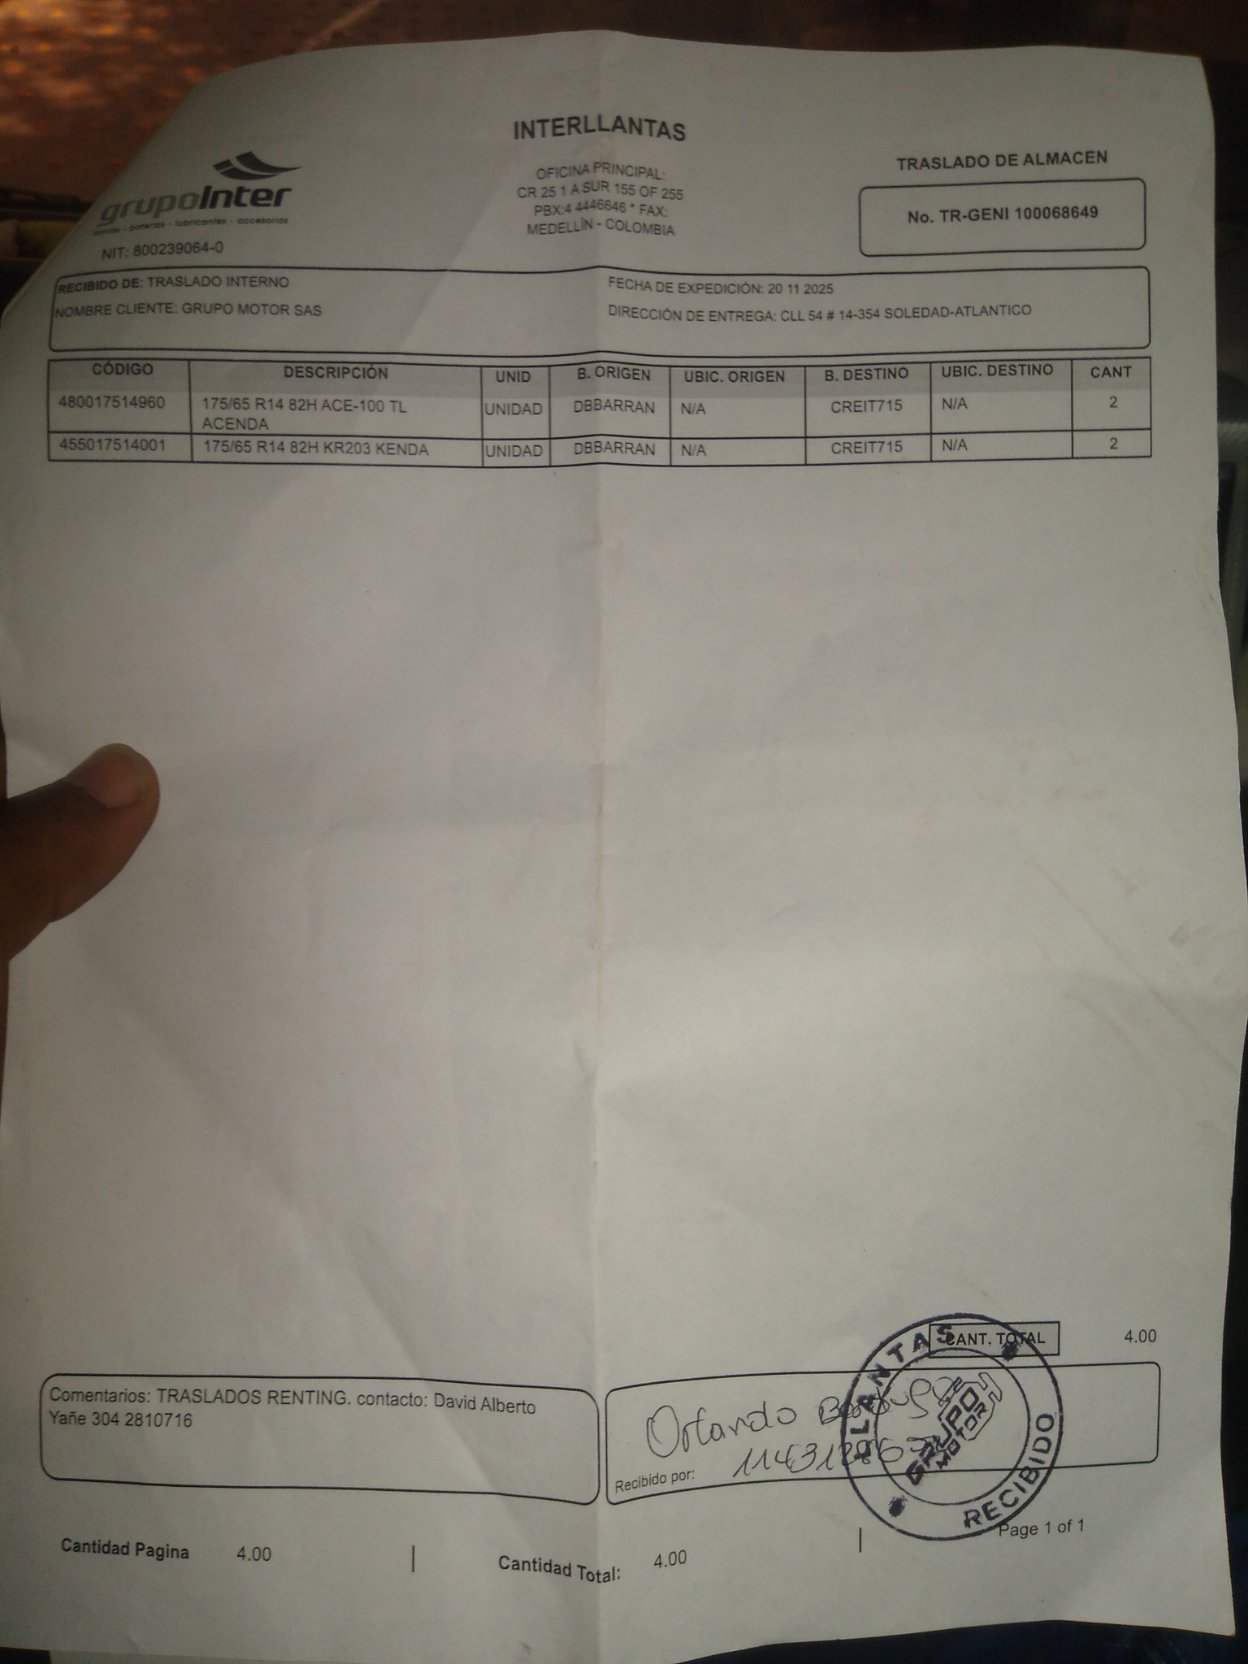 INTERLLANTAS
grupoInter
llantas - baterías - lubricantes - accesorios
NIT: 800239064-0
OFICINA PRINCIPAL:
CR 25 1 A SUR 155 OF 255
PBX:4 4446646 * FAX:
MEDELLÍN - COLOMBIA
TRASLADO DE ALMACEN
No. TR-GENI 100068649
RECIBIDO DE: TRASLADO INTERNO
FECHA DE EXPEDICIÓN: 20 11 2025
NOMBRE CLIENTE: GRUPO MOTOR SAS
DIRECCIÓN DE ENTREGA: CLL 54 # 14-354 SOLEDAD-ATLANTICO
CÓDIGO DESCRIPCIÓN UNID B. ORIGEN UBIC. ORIGEN B. DESTINO UBIC. DESTINO CANT
480017514960 175/65 R14 82H ACE-100 TL UNIDAD DBBARRAN N/A CREIT715 N/A 2
ACENDA
455017514001 175/65 R14 82H KR203 KENDA UNIDAD DBBARRAN N/A CREIT715 N/A 2
CANT. TOTAL 4.00
Comentarios: TRASLADOS RENTING. contacto: David Alberto
Yañe 304 2810716
Orlando
Recibido por:
LLANTAS
GRUPO
MOTOR
RECIBIDO
Cantidad Pagina 4.00 | Cantidad Total: 4.00 | Page 1 of 1